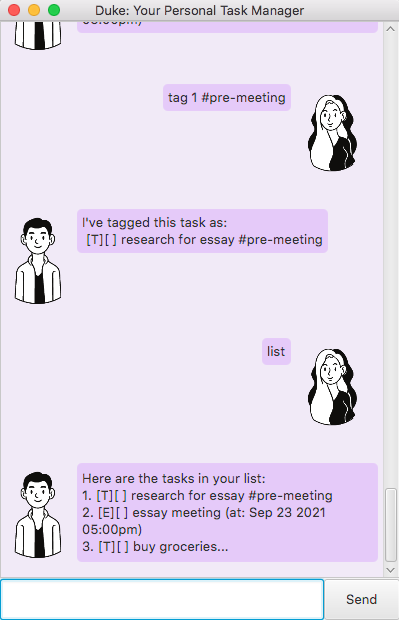 Duke: Your Personal Task Manager
05:00pm)
tag 1 #pre-meeting
I've tagged this task as:
[T][ ] research for essay #pre-meeting
list
Here are the tasks in your list:
1. [T][ ] research for essay #pre-meeting
2. [E][ ] essay meeting (at: Sep 23 2021
05:00pm)
3. [T][ ] buy groceries...
Send